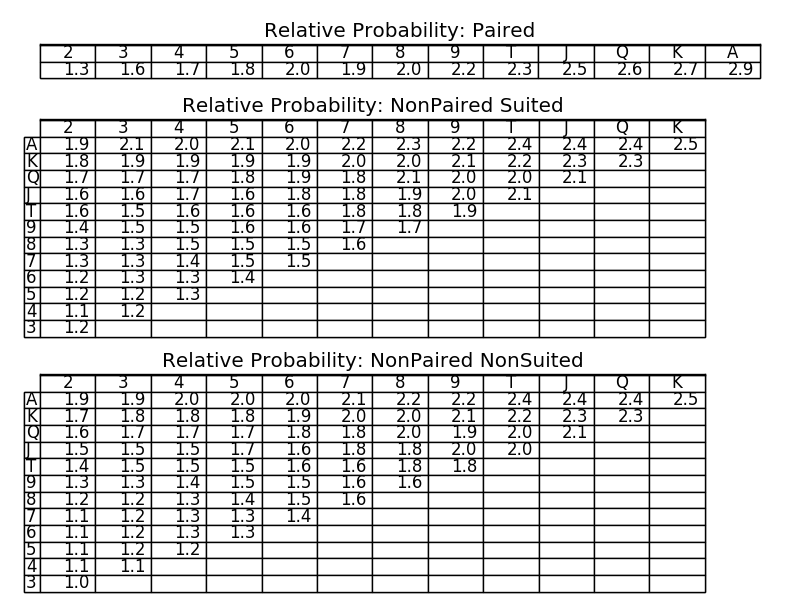 Relative Probability: Paired
2 3 4 5 6 7 8 9 T J Q K A
1.3 1.6 1.7 1.8 2.0 1.9 2.0 2.2 2.3 2.5 2.6 2.7 2.9
Relative Probability: NonPaired Suited
2 3 4 5 6 7 8 9 T J Q K
A 1.9 2.1 2.0 2.1 2.0 2.2 2.3 2.2 2.4 2.4 2.4 2.5
K 1.8 1.9 1.9 1.9 1.9 2.0 2.0 2.1 2.2 2.3 2.3
Q 1.7 1.7 1.7 1.8 1.9 1.8 2.1 2.0 2.0 2.1
J 1.6 1.6 1.7 1.6 1.8 1.8 1.9 2.0 2.1
T 1.6 1.5 1.6 1.6 1.6 1.8 1.8 1.9
9 1.4 1.5 1.5 1.6 1.6 1.7 1.7
8 1.3 1.3 1.5 1.5 1.5 1.6
7 1.3 1.3 1.4 1.5 1.5
6 1.2 1.3 1.3 1.4
5 1.2 1.2 1.3
4 1.1 1.2
3 1.2
Relative Probability: NonPaired NonSuited
2 3 4 5 6 7 8 9 T J Q K
A 1.9 1.9 2.0 2.0 2.0 2.1 2.2 2.2 2.4 2.4 2.4 2.5
K 1.7 1.8 1.8 1.8 1.9 2.0 2.0 2.1 2.2 2.3 2.3
Q 1.6 1.7 1.7 1.7 1.8 1.8 2.0 1.9 2.0 2.1
J 1.5 1.5 1.5 1.7 1.6 1.8 1.8 2.0 2.0
T 1.4 1.5 1.5 1.5 1.6 1.6 1.8 1.8
9 1.3 1.3 1.4 1.5 1.5 1.6 1.6
8 1.2 1.2 1.3 1.4 1.5 1.6
7 1.1 1.2 1.3 1.3 1.4
6 1.1 1.2 1.3 1.3
5 1.1 1.2 1.2
4 1.1 1.1
3 1.0